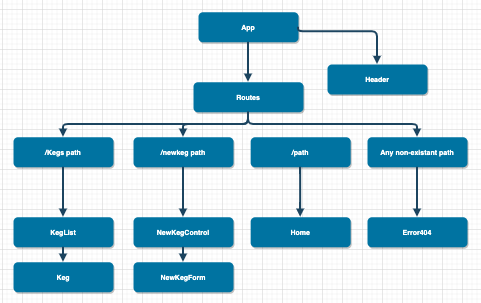 App
Header
Routes
/Kegs path
/newkeg path
/path
Any non-existant path
KegList
NewKegControl
Home
Error404
Keg
NewKegForm